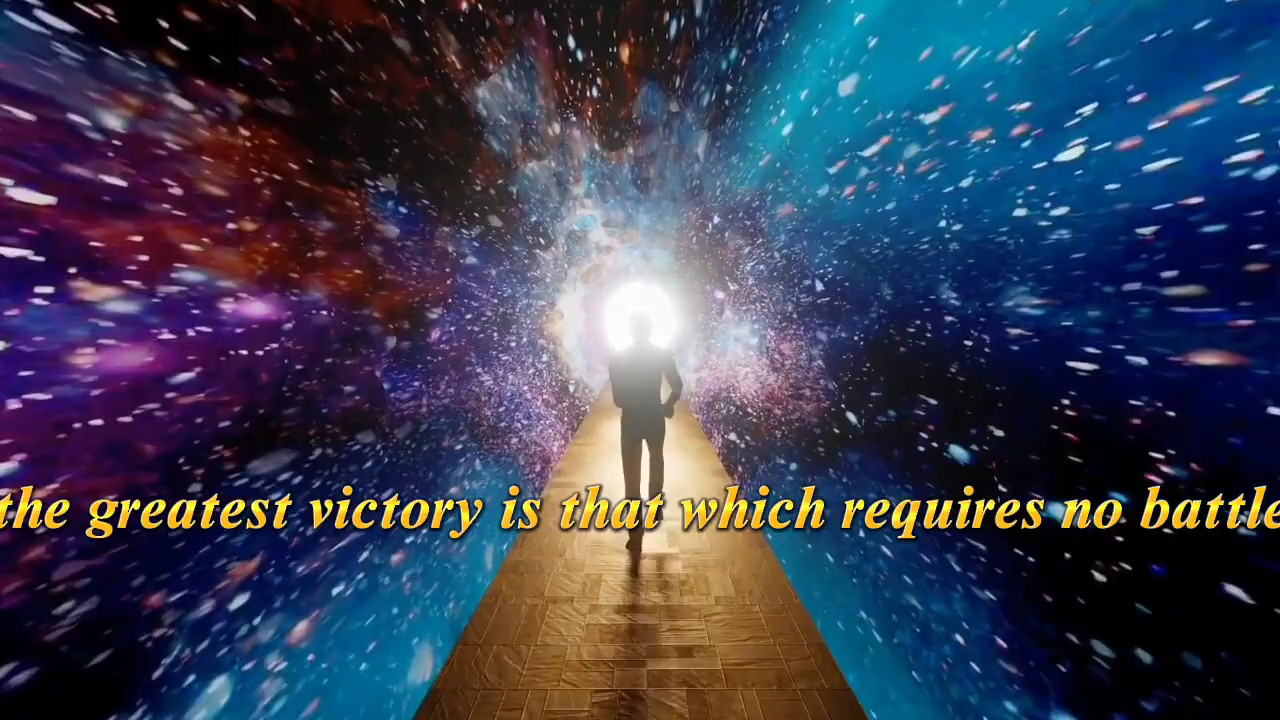 the greatest victory is that which requires no battle